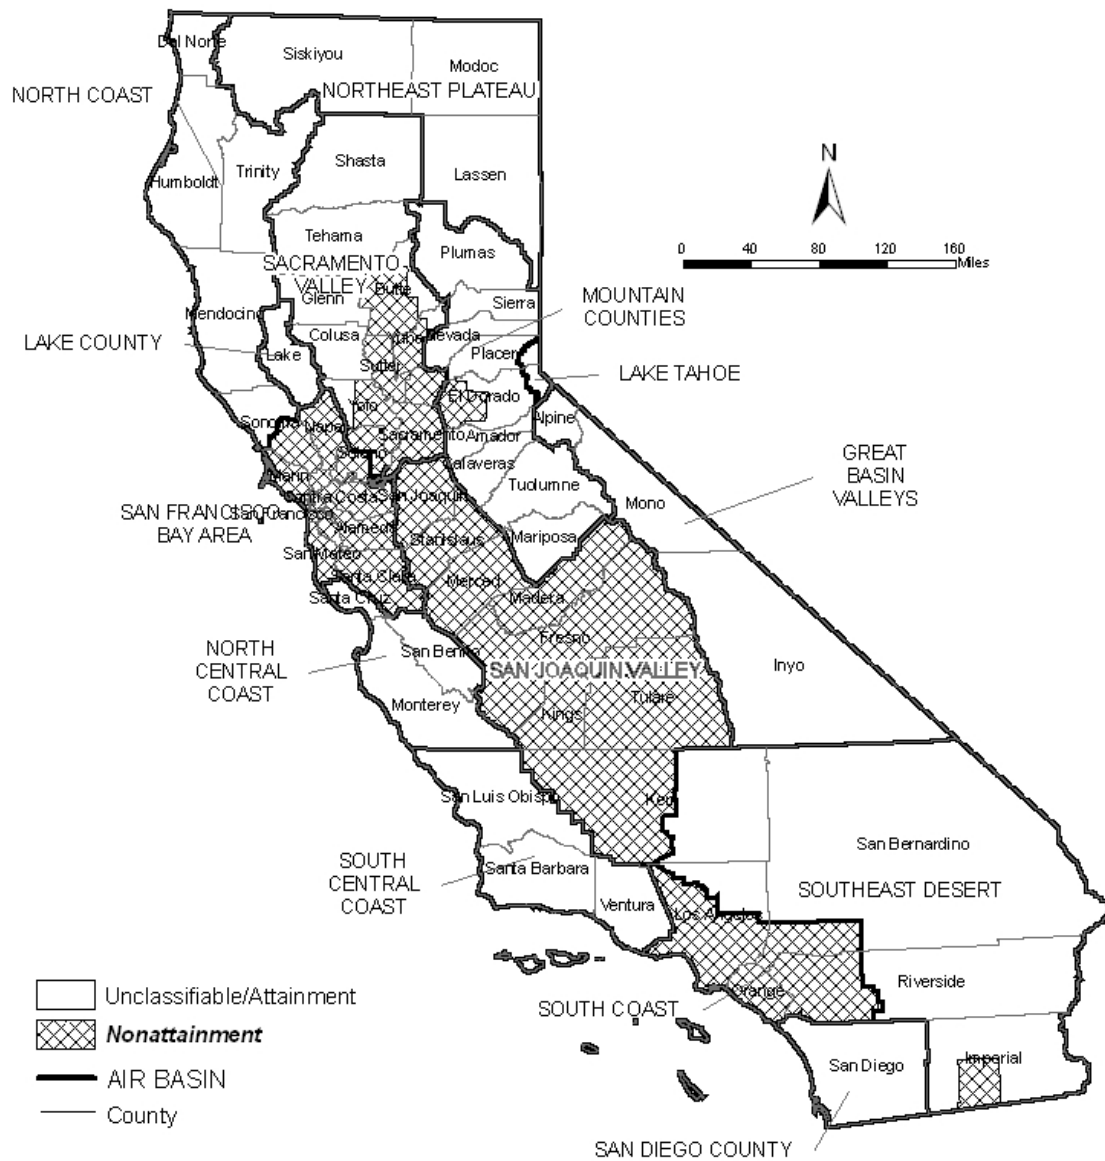 Del Norte
Siskiyou
Modoc
NORTH COAST
NORTHEAST PLATEAU
Shasta
Trinity
Humboldt
Lassen
N
Tehama
Plumas
0 40 80 120 160
Miles
SACRAMENTO
VALLEY
Butte
Glenn
Sierra
MOUNTAIN
COUNTIES
Mendocino
Colusa
Yuba
Nevada
LAKE COUNTY
Lake
Sutter
Placer
LAKE TAHOE
El Dorado
Yolo
Alpine
Sonoma
Napa
Sacramento
Amador
Solano
Calaveras
GREAT
BASIN
VALLEYS
Marin
Tuolumne
Contra Costa
San Joaquin
Mono
San Francisco
SAN FRANCISCO
BAY AREA
Alameda
Stanislaus
Mariposa
San Mateo
Santa Clara
Merced
Santa Cruz
Madera
Fresno
NORTH
CENTRAL
COAST
San Benito
SAN JOAQUIN VALLEY
Inyo
Monterey
Kings
Tulare
San Luis Obispo
Kern
San Bernardino
SOUTH
CENTRAL
COAST
Santa Barbara
SOUTHEAST DESERT
Ventura
Los Angeles
Riverside
Orange
SOUTH COAST
Unclassifiable/Attainment
Nonattainment
AIR BASIN
County
San Diego
Imperial
SAN DIEGO COUNTY